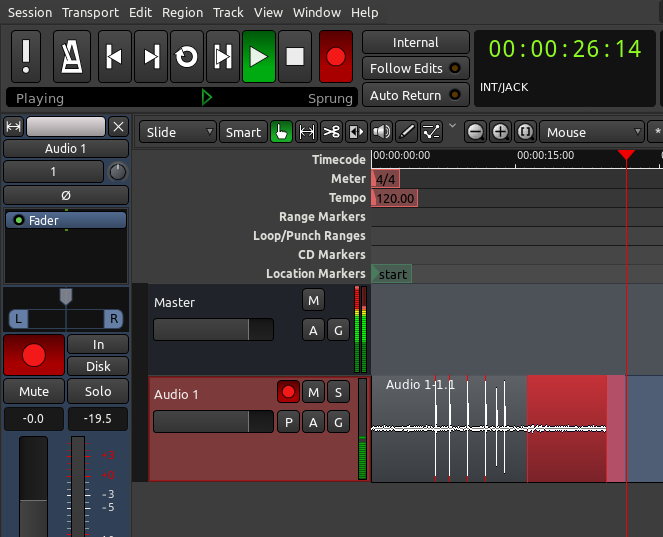 Session Transport Edit Region Track View Window Help
Internal
Follow Edits
Auto Return
00:00:26:14
INT/JACK
Playing
Sprung
Slide
Smart
Mouse
Audio 1
1
Ø
Fader
L
R
In
Disk
Mute
Solo
-0.0
-19.5
+3
-3
-5
Timecode
00:00:00:00
00:00:15:00
Meter
4/4
Tempo
120.00
Range Markers
Loop/Punch Ranges
CD Markers
Location Markers
start
Master
M
A G
Audio 1
M S
P A G
Audio 1-1.1